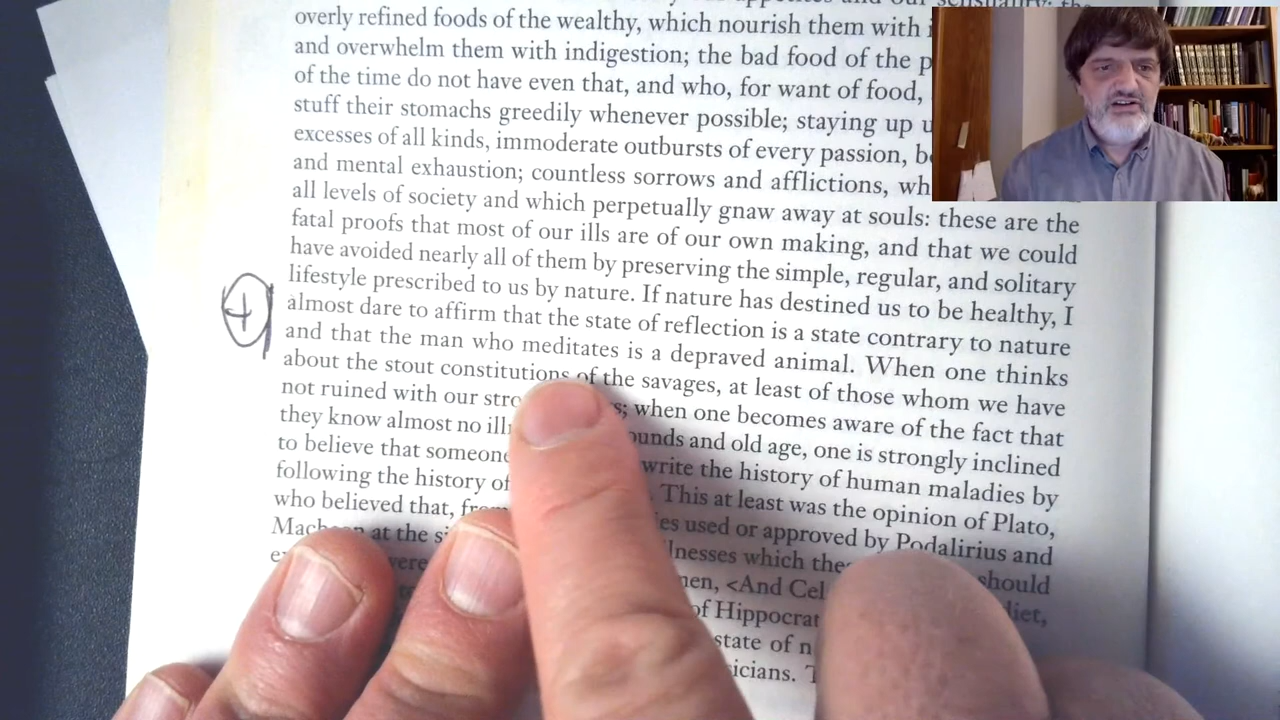 overly refined foods of the wealthy, which nourish them with
and overwhelm them with indigestion; the bad food of the
of the time do not have even that, and who, for want of food,
stuff their stomachs greedily whenever possible; staying up
excesses of all kinds, immoderate outbursts of every passion,
and mental exhaustion; countless sorrows and afflictions,
all levels of society and which perpetually gnaw away at souls: these are the
fatal proofs that most of our ills are of our own making, and that we could
have avoided nearly all of them by preserving the simple, regular, and solitary
lifestyle prescribed to us by nature. If nature has destined us to be healthy, I
almost dare to affirm that the state of reflection is a state contrary to nature
and that the man who meditates is a depraved animal. When one thinks
about the stout constitutions of the savages, at least of those whom we have
not ruined with our when one becomes aware of the fact that
they know almost no and old age, one is strongly inclined
to believe that someone write the history of human maladies by
following the history of This at least was the opinion of Plato,
who believed that, used or approved by Podalirius and
at the should
<And
of
state of